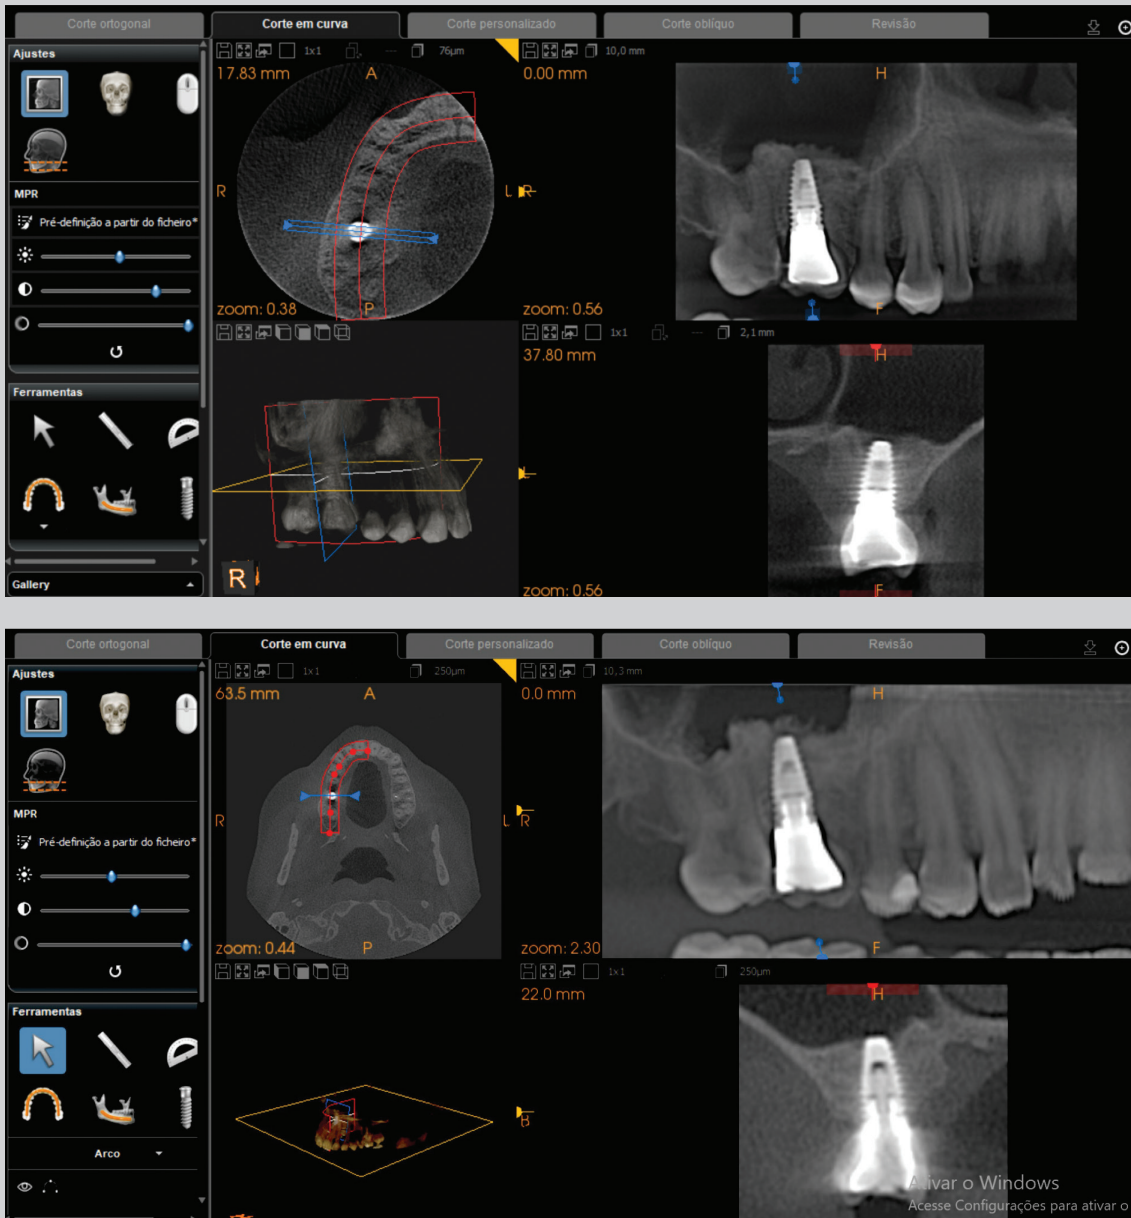 Corte ortogonal
Corte em curva
Corte personalizado
Corte oblíquo
Revisão
Ajustes
MPR
Pré-definição a partir do ficheiro*
Ferramentas
Gallery
1x1
76µm
17.83 mm
A
R
L
zoom: 0.38
P
10,0 mm
0.00 mm
H
R
F
zoom: 0.56
R
1x1
2,1 mm
37.80 mm
H
L
F
zoom: 0.56
Corte ortogonal
Corte em curva
Corte personalizado
Corte oblíquo
Revisão
Ajustes
MPR
Pré-definição a partir do ficheiro*
Ferramentas
Arco
1x1
250µm
63.5 mm
A
R
L
zoom: 0.44
P
10,3 mm
0.0 mm
H
R
F
zoom: 2.30
1x1
250µm
22.0 mm
H
Ativar o Windows
Acesse Configurações para ativar o